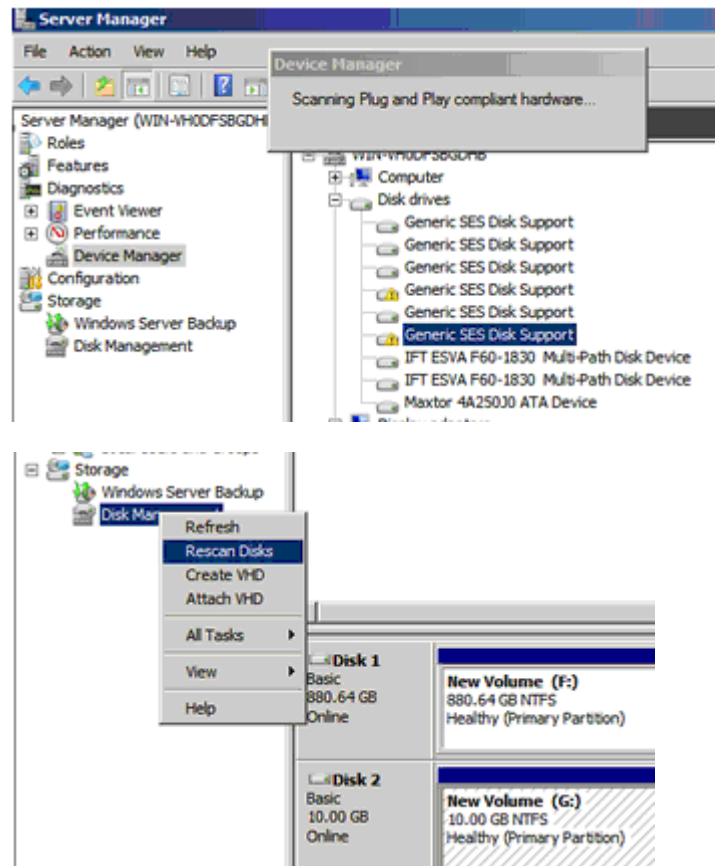 Server Manager
File Action View Help
Device Manager
Scanning Plug and Play compliant hardware...
Server Manager (WIN-VH0DFSBGDH
Roles
Features
Diagnostics
Event Viewer
Performance
Device Manager
Configuration
Storage
Windows Server Backup
Disk Management
WIN-VH0DFSBGDHB
Computer
Disk drives
Generic SES Disk Support
Generic SES Disk Support
Generic SES Disk Support
Generic SES Disk Support
Generic SES Disk Support
Generic SES Disk Support
IFT ESVA F60-1830 Multi-Path Disk Device
IFT ESVA F60-1830 Multi-Path Disk Device
Maxtor 4A250J0 ATA Device
Storage
Windows Server Backup
Disk Man
Refresh
Rescan Disks
Create VHD
Attach VHD
All Tasks
View
Help
Disk 1
Basic
880.64 GB
Online
New Volume (F:)
880.64 GB NTFS
Healthy (Primary Partition)
Disk 2
Basic
10.00 GB
Online
New Volume (G:)
10.00 GB NTFS
Healthy (Primary Partition)